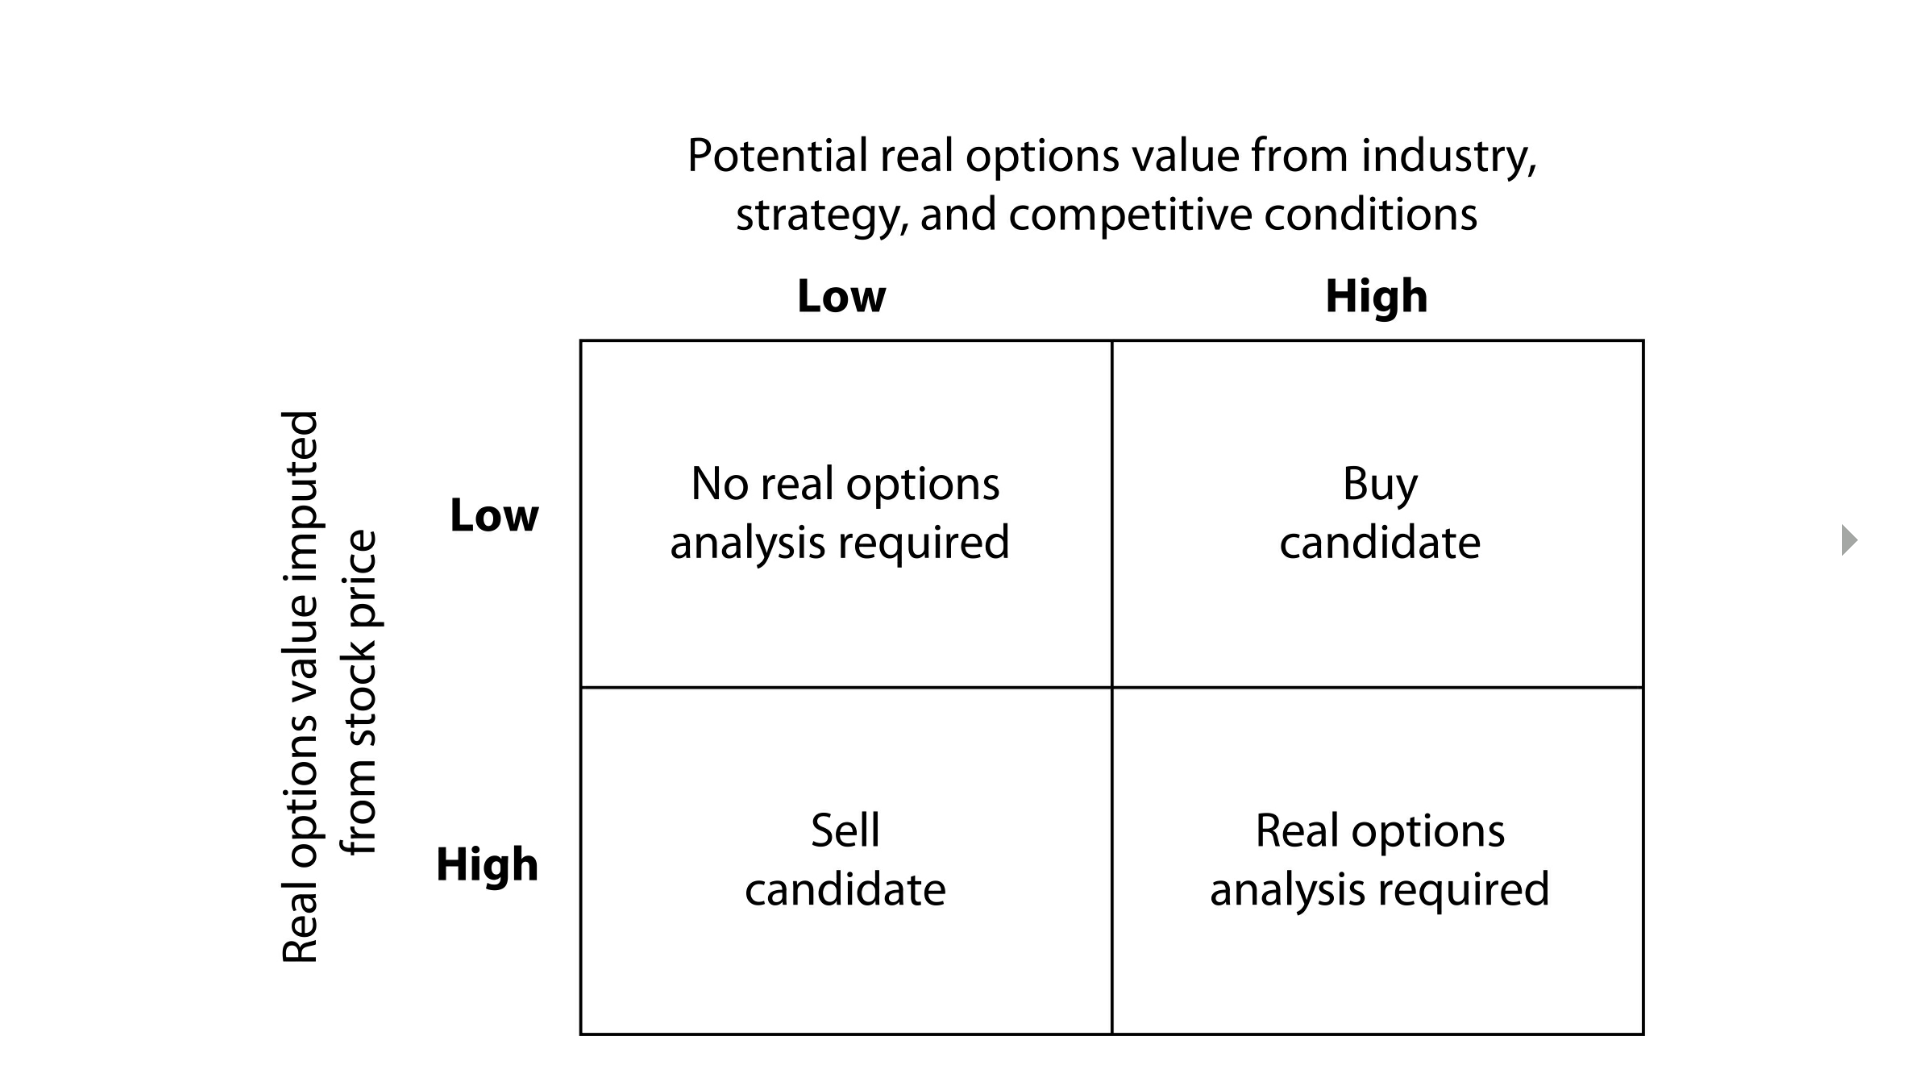 Potential real options value from industry,
strategy, and competitive conditions
Low
High
Real options value imputed
from stock price
Low
No real options
analysis required
Buy
candidate
High
Sell
candidate
Real options
analysis required